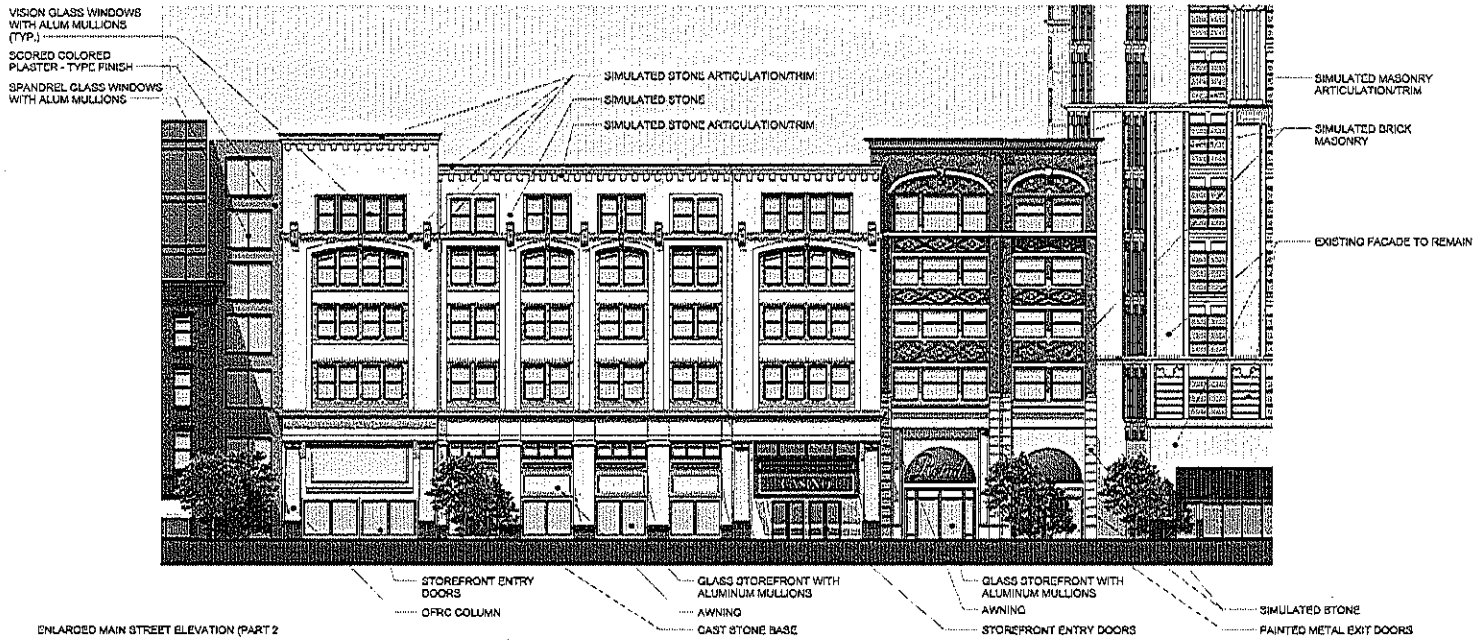 VISION GLASS WINDOWS
WITH ALUM MULLIONS
(TYP.)
SCORED COLORED
PLASTER - TYPE FINISH
SPANDREL GLASS WINDOWS
WITH ALUM MULLIONS
SIMULATED STONE ARTICULATION/TRIM
SIMULATED STONE
SIMULATED STONE ARTICULATION/TRIM
SIMULATED MASONRY
ARTICULATION/TRIM
SIMULATED BRICK
MASONRY
EXISTING FACADE TO REMAIN
STOREFRONT ENTRY
DOORS
GFRC COLUMN
GLASS STOREFRONT WITH
ALUMINUM MULLIONS
AWNING
CAST STONE BASE
GLASS STOREFRONT WITH
ALUMINUM MULLIONS
AWNING
STOREFRONT ENTRY DOORS
SIMULATED STONE
PAINTED METAL EXIT DOORS
ENLARGED MAIN STREET ELEVATION (PART 2